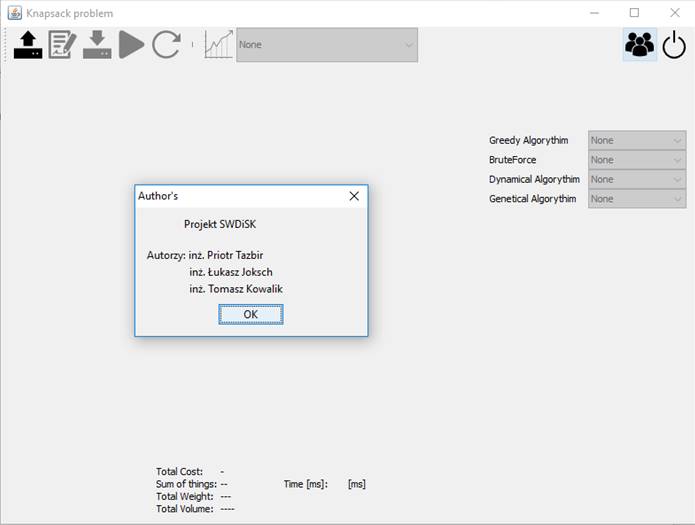 Knapsack problem
None
Greedy Algorythim None
BruteForce None
Dynamical Algorythim None
Genetical Algorythim None
Author's
Projekt SWDiSK
Autorzy: inż. Priotr Tazbir
inż. Łukasz Joksch
inż. Tomasz Kowalik
OK
Total Cost: -
Sum of things: -- Time [ms]: [ms]
Total Weight: ---
Total Volume: ----